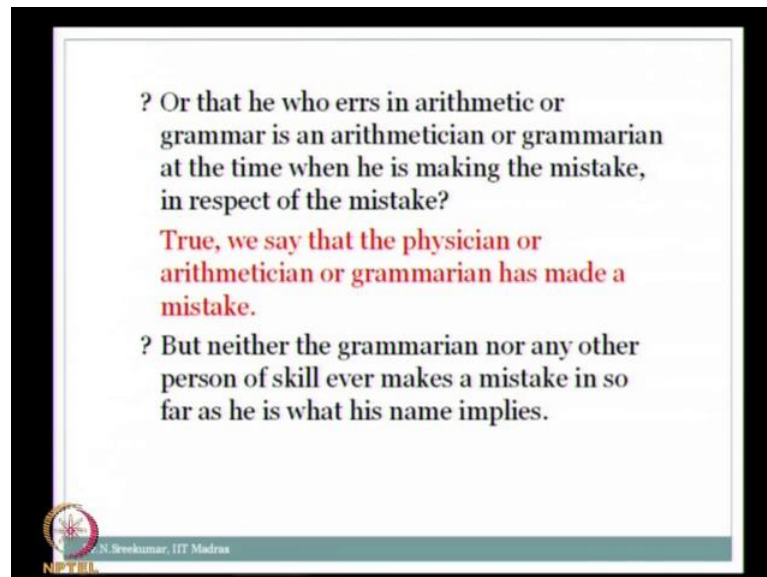 ? Or that he who errs in arithmetic or
grammar is an arithmetician or grammarian
at the time when he is making the mistake,
in respect of the mistake?
True, we say that the physician or
arithmetician or grammarian has made a
mistake.
? But neither the grammarian nor any other
person of skill ever makes a mistake in so
far as he is what his name implies.
N.Sreekumar, IIT Madras
NPTEL